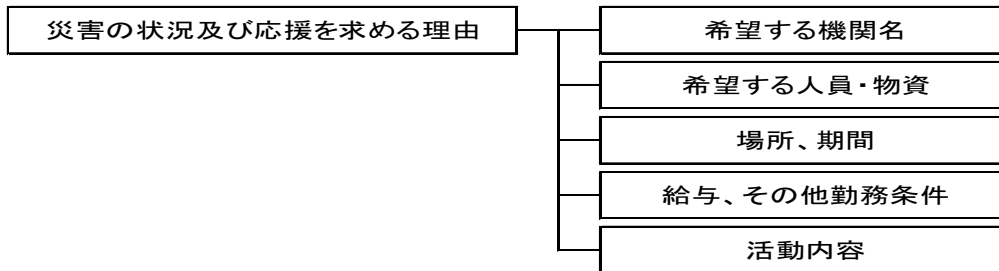 災害の状況及び応援を求める理由
希望する機関名
希望する人員・物資
場所、期間
給与、その他勤務条件
活動内容